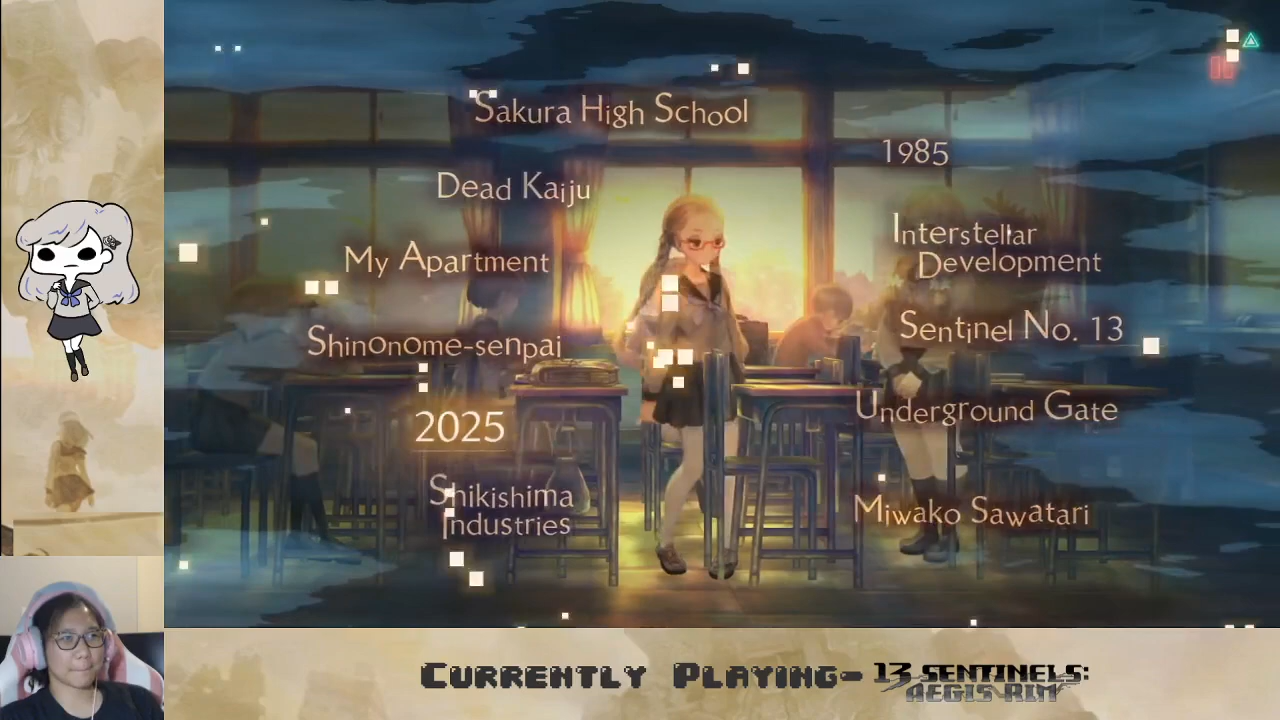 Sakura High School
1985
Dead Kaiju
Interstellar
Development
My Apartment
Sentinel No. 13
Shinonome-senpai
Underground Gate
2025
Shikishima
Industries
Miwako Sawatari
Currently Playing- 13 SENTINELS:
AEGIS RIM